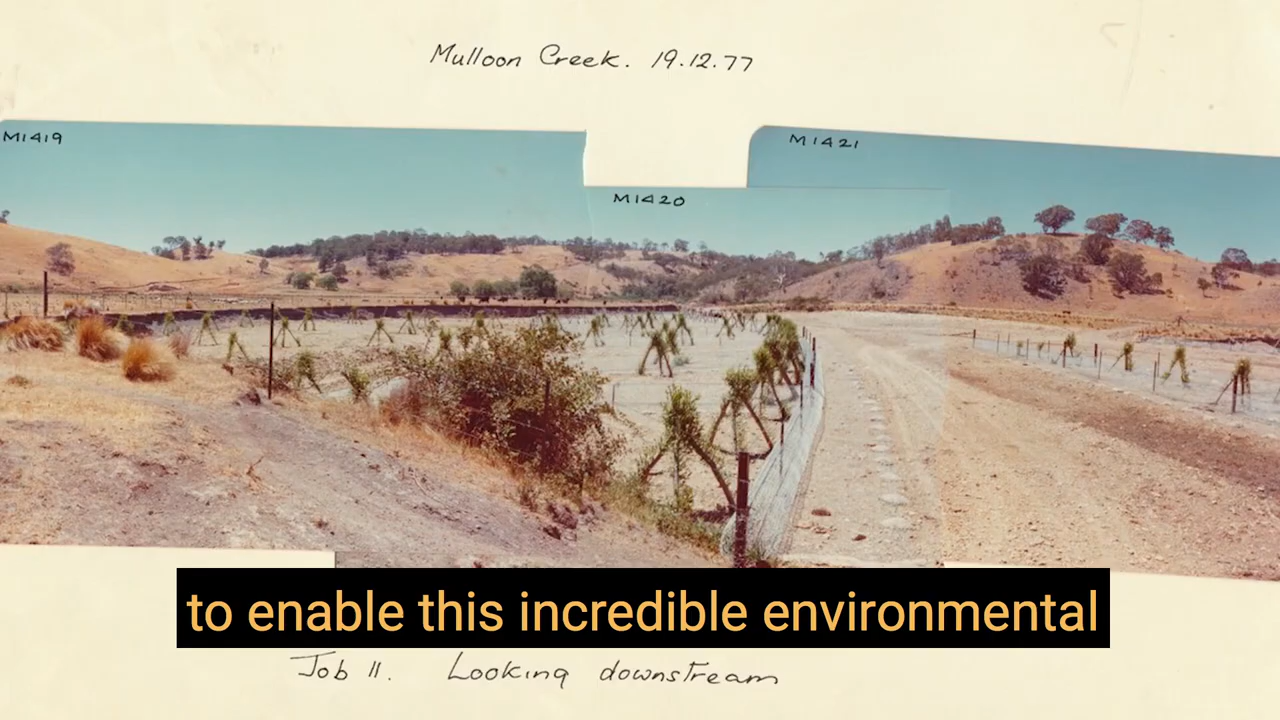 Mulloon Creek. 19.12.77
M1419
M1421
M1420
to enable this incredible environmental
Job 11. Looking downstream